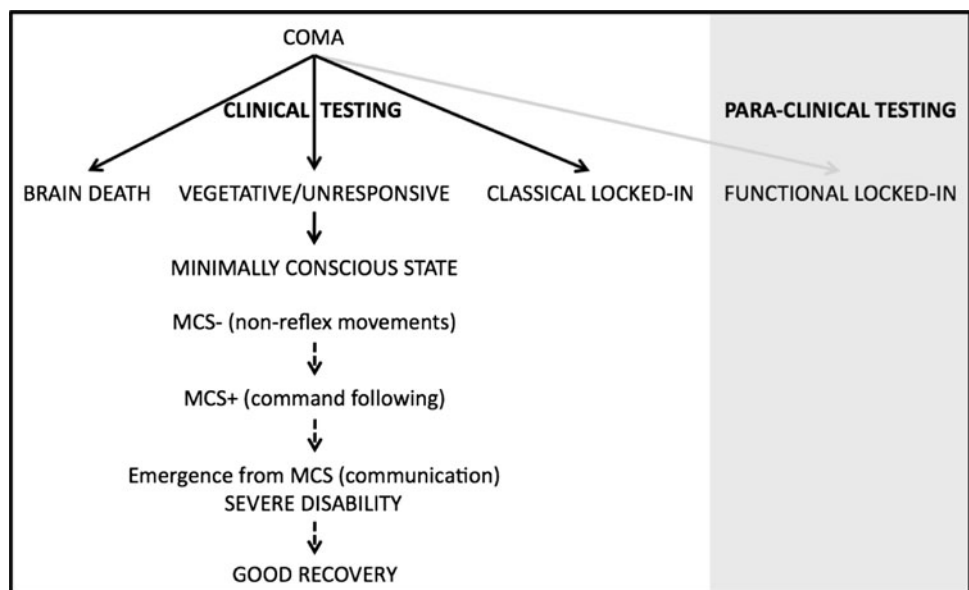 COMA
CLINICAL TESTING
PARA-CLINICAL TESTING
BRAIN DEATH
VEGETATIVE/UNRESPONSIVE
CLASSICAL LOCKED-IN
FUNCTIONAL LOCKED-IN
MINIMALLY CONSCIOUS STATE
MCS- (non-reflex movements)
MCS+ (command following)
Emergence from MCS (communication)
SEVERE DISABILITY
GOOD RECOVERY